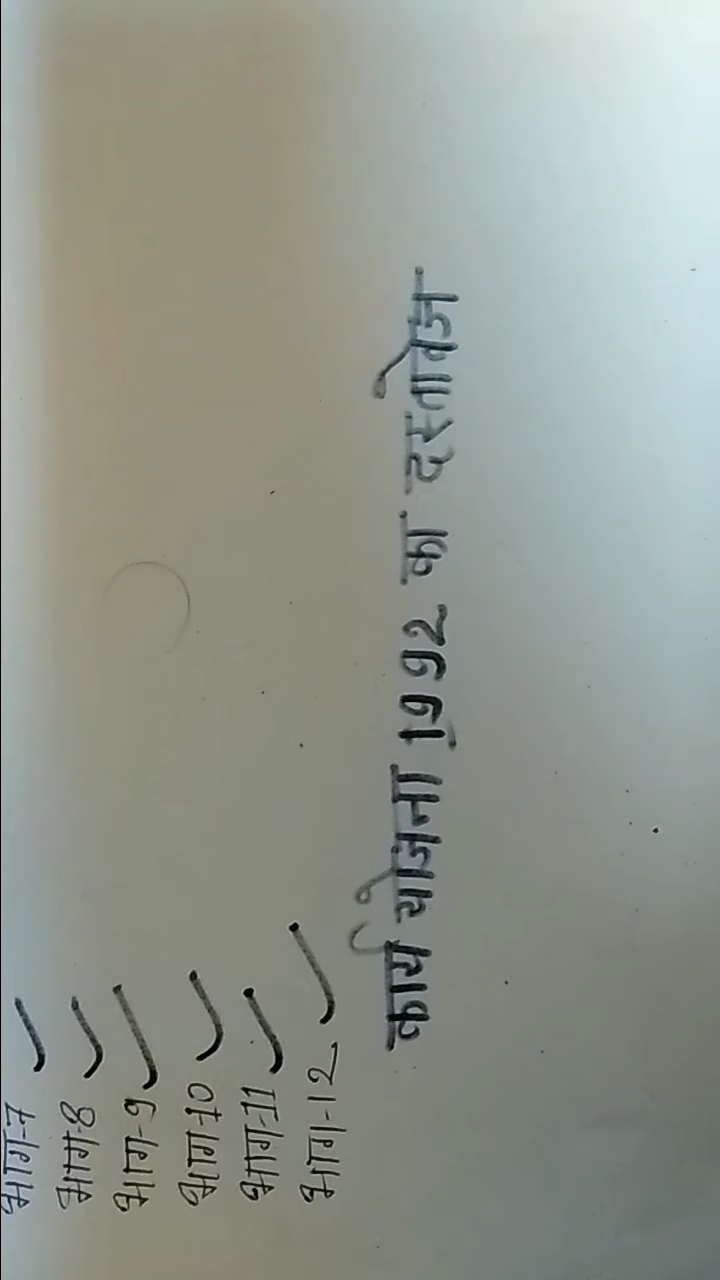 भाग-7
भाग-8
भाग-9
भाग-10
भाग-11
भाग-12
कार्य योजना 1992 का दस्तावेज